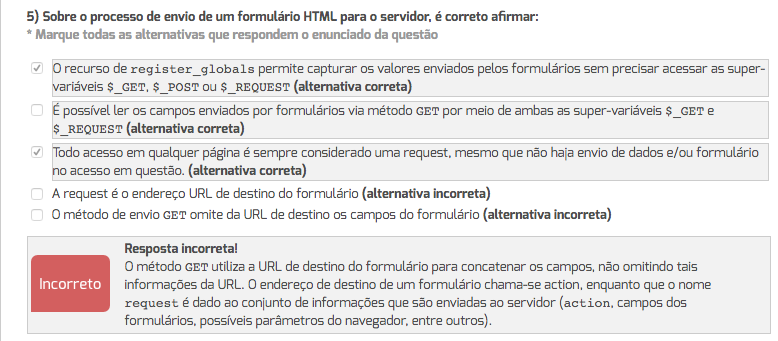 5) Sobre o processo de envio de um formulário HTML para o servidor, é correto afirmar:
* Marque todas as alternativas que respondem o enunciado da questão
O recurso de register_globals permite capturar os valores enviados pelos formulários sem precisar acessar as super-
variáveis $_GET, $_POST ou $_REQUEST (alternativa correta)
É possível ler os campos enviados por formulários via método GET por meio de ambas as super-variáveis $_GET e
$_REQUEST (alternativa correta)
Todo acesso em qualquer página é sempre considerado uma request, mesmo que não haja envio de dados e/ou formulário
no acesso em questão. (alternativa correta)
A request é o endereço URL de destino do formulário (alternativa incorreta)
O método de envio GET omite da URL de destino os campos do formulário (alternativa incorreta)
Resposta incorreta!
O método GET utiliza a URL de destino do formulário para concatenar os campos, não omitindo tais
informações da URL. O endereço de destino de um formulário chama-se action, enquanto que o nome
request é dado ao conjunto de informações que são enviadas ao servidor (action, campos dos
formulários, possíveis parâmetros do navegador, entre outros).
Incorreto